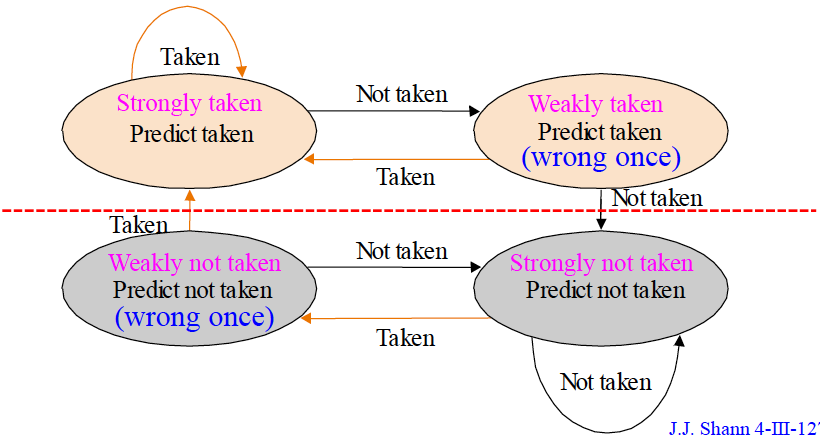 Taken
Strongly taken
Predict taken
Not taken
Weakly taken
Predict taken
(wrong once)
Taken
Not taken
Taken
Weakly not taken
Predict not taken
(wrong once)
Not taken
Strongly not taken
Predict not taken
Taken
Not taken
J.J. Shann 4-III-127